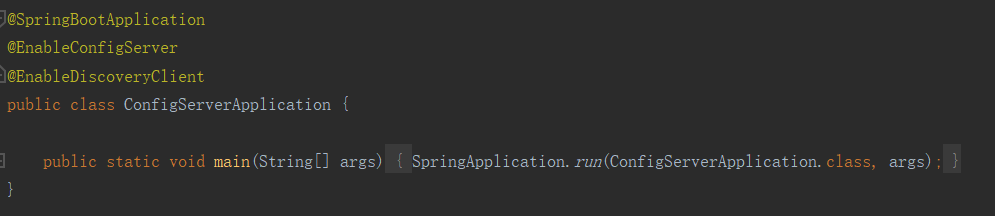 @SpringBootApplication
@EnableConfigServer
@EnableDiscoveryClient
public class ConfigServerApplication {
public static void main(String[] args) { SpringApplication.run(ConfigServerApplication.class, args); }
}